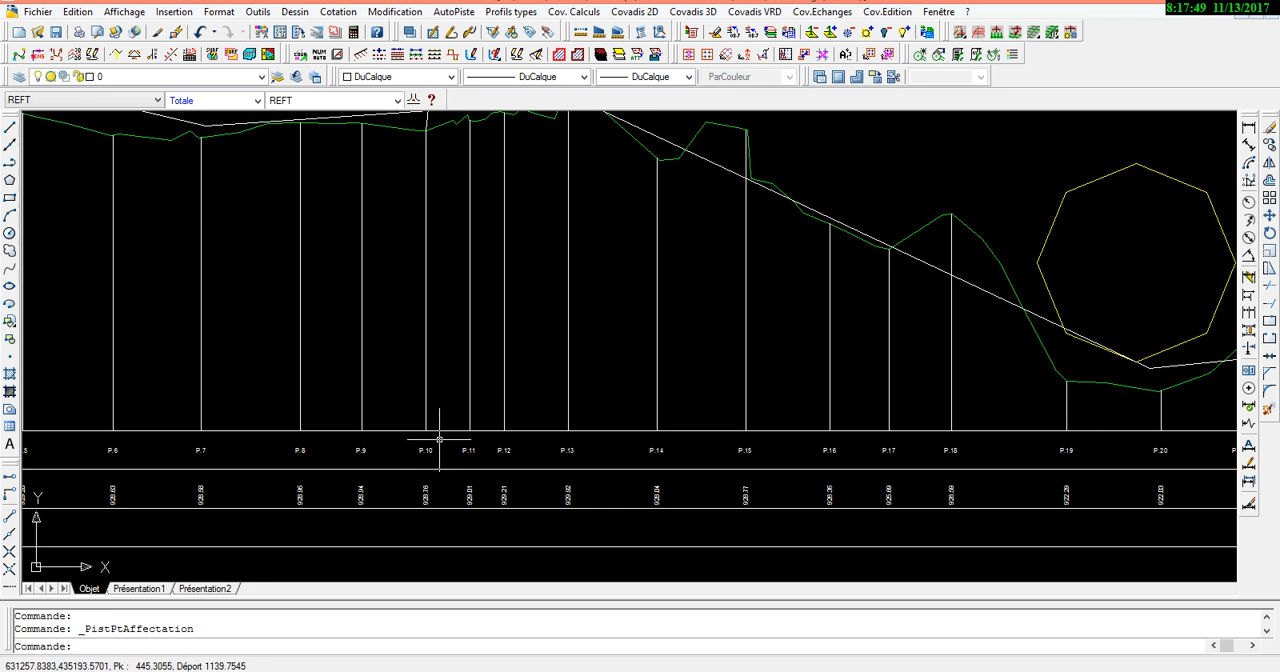 8:17:49 11/13/2017
Fichier Edition Affichage Insertion Format Outils Dessin Cotation Modification AutoPiste Profils types Cov. Calculs Covadis 2D Covadis 3D Covadis VRD Cov.Echanges Cov.Edition Fenêtre ?
0 DuCalque DuCalque DuCalque ParCouleur
REFT Totale REFT ?
P.6 P.7 P.8 P.9 P.10 P.11 P.12 P.13 P.14 P.15 P.16 P.17 P.18 P.19 P.20
Y
X
Objet Présentation1 Présentation2
Commande:
Commande: _PistPtAffectation
Commande:
631257.8383,435193.5701, Pk : 445.3055, Déport 1139.7545